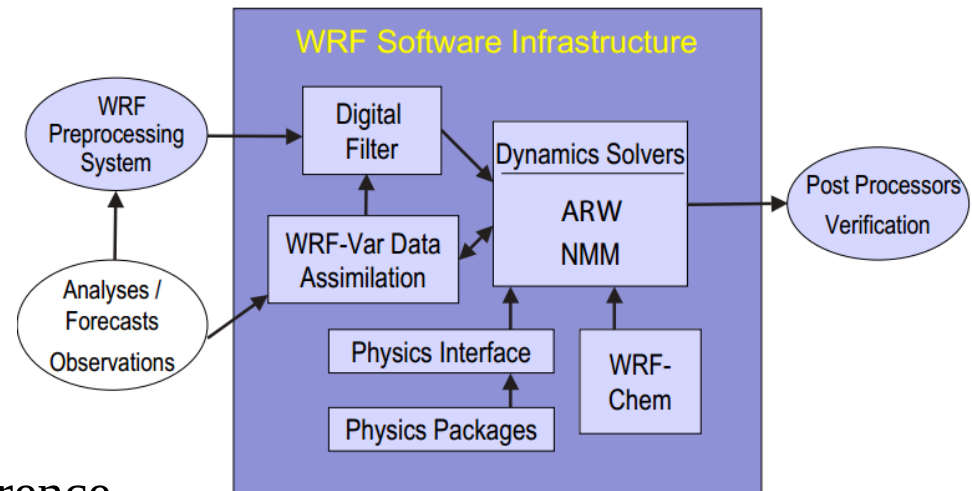 WRF Software Infrastructure
WRF
Preprocessing
System
Digital
Filter
Dynamics Solvers
ARW
NMM
Post Processors
Verification
WRF-Var Data
Assimilation
Analyses /
Forecasts
Observations
Physics Interface
WRF-
Chem
Physics Packages